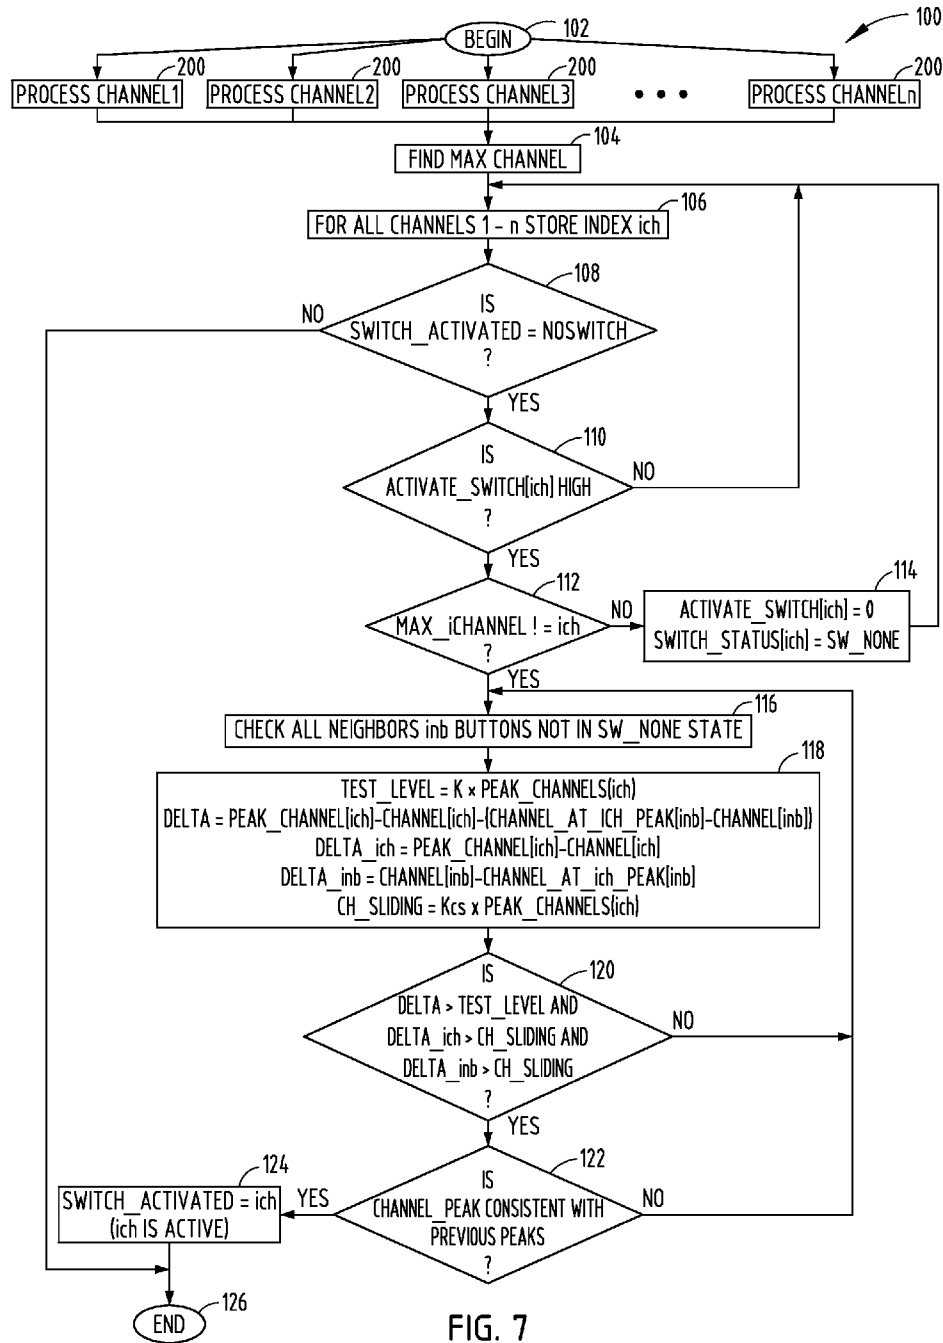 100
BEGIN
102
200
200
200
200
PROCESS CHANNEL1
PROCESS CHANNEL2
PROCESS CHANNEL3
• • •
PROCESS CHANNELn
104
FIND MAX CHANNEL
106
FOR ALL CHANNELS 1 – n STORE INDEX ich
108
NO
IS
SWITCH_ACTIVATED = NOSWITCH
?
YES
110
IS
ACTIVATE_SWITCH[ich] HIGH
?
NO
YES
112
MAX_iCHANNEL ! = ich
?
NO
114
ACTIVATE_SWITCH[ich] = 0
SWITCH_STATUS[ich] = SW_NONE
YES
116
CHECK ALL NEIGHBORS inb BUTTONS NOT IN SW_NONE STATE
118
TEST_LEVEL = K × PEAK_CHANNELS(ich)
DELTA = PEAK_CHANNEL[ich]-CHANNEL[ich]-{CHANNEL_AT_ICH_PEAK[inb]-CHANNEL[inb]}
DELTA_ich = PEAK_CHANNEL[ich]-CHANNEL[ich]
DELTA_inb = CHANNEL[inb]-CHANNEL_AT_ich_PEAK[inb]
CH_SLIDING = Kcs x PEAK_CHANNELS(ich)
120
IS
DELTA > TEST_LEVEL AND
DELTA_ich > CH_SLIDING AND
DELTA_inb > CH_SLIDING
?
NO
YES
122
IS
CHANNEL_PEAK CONSISTENT WITH
PREVIOUS PEAKS
?
NO
YES
124
SWITCH_ACTIVATED = ich
(ich IS ACTIVE)
END
126
FIG. 7